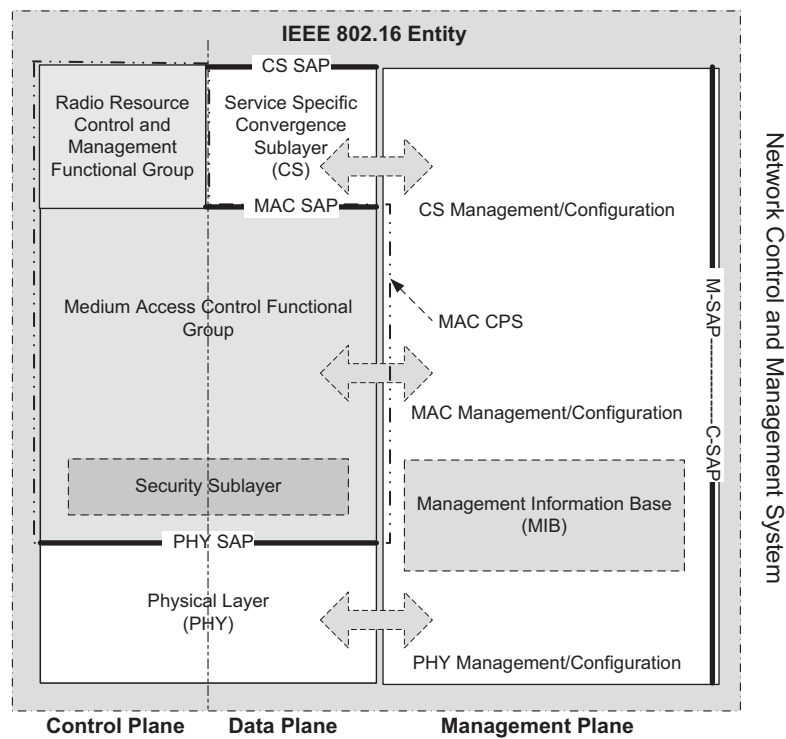 IEEE 802.16 Entity
CS SAP
Radio Resource
Control and
Management
Functional Group
Service Specific
Convergence
Sublayer
(CS)
MAC SAP
CS Management/Configuration
Medium Access Control Functional
Group
MAC CPS
MAC Management/Configuration
Security Sublayer
Management Information Base
(MIB)
PHY SAP
Physical Layer
(PHY)
PHY Management/Configuration
M-SAP
C-SAP
Network Control and Management System
Control Plane
Data Plane
Management Plane